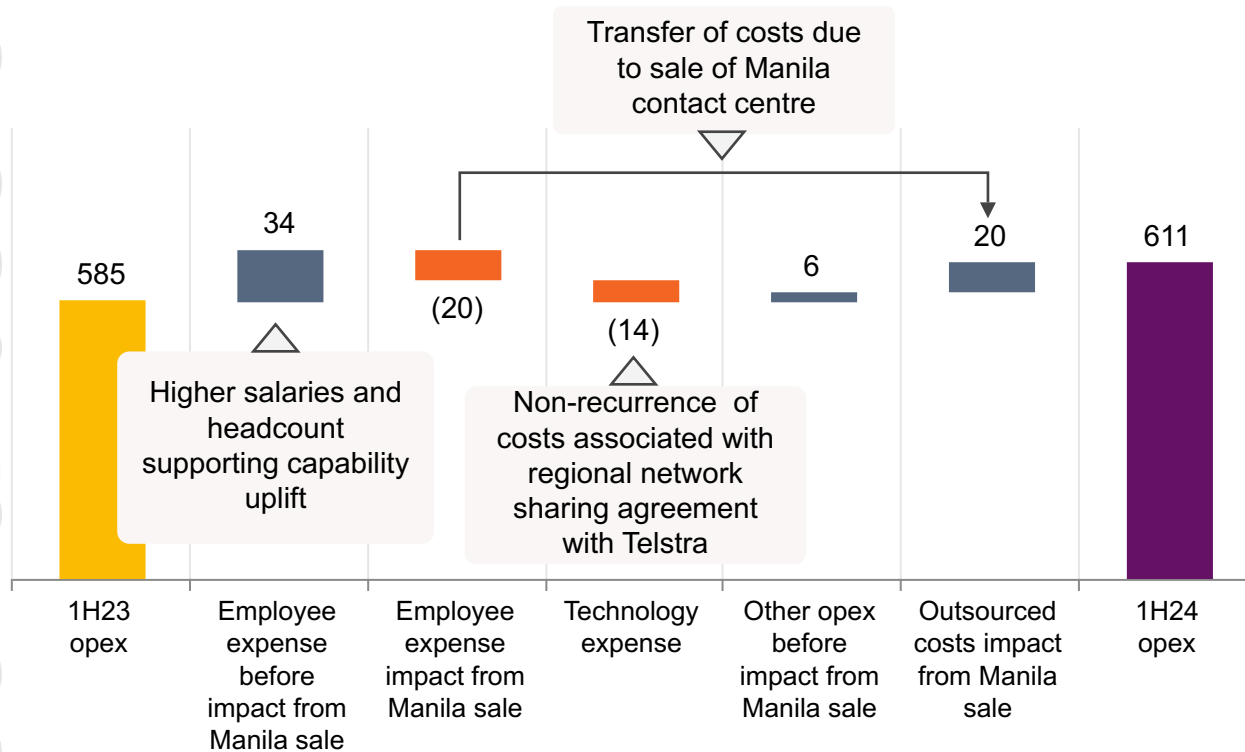 Transfer of costs due
to sale of Manila
contact centre
585
34
(20)
(14)
6
20
611
Higher salaries and
headcount
supporting capability
uplift
Non-recurrence of
costs associated with
regional network
sharing agreement
with Telstra
1H23
opex
Employee
expense
before
impact from
Manila sale
Employee
expense
impact from
Manila sale
Technology
expense
Other opex
before
impact from
Manila sale
Outsourced
costs impact
from Manila
sale
1H24
opex